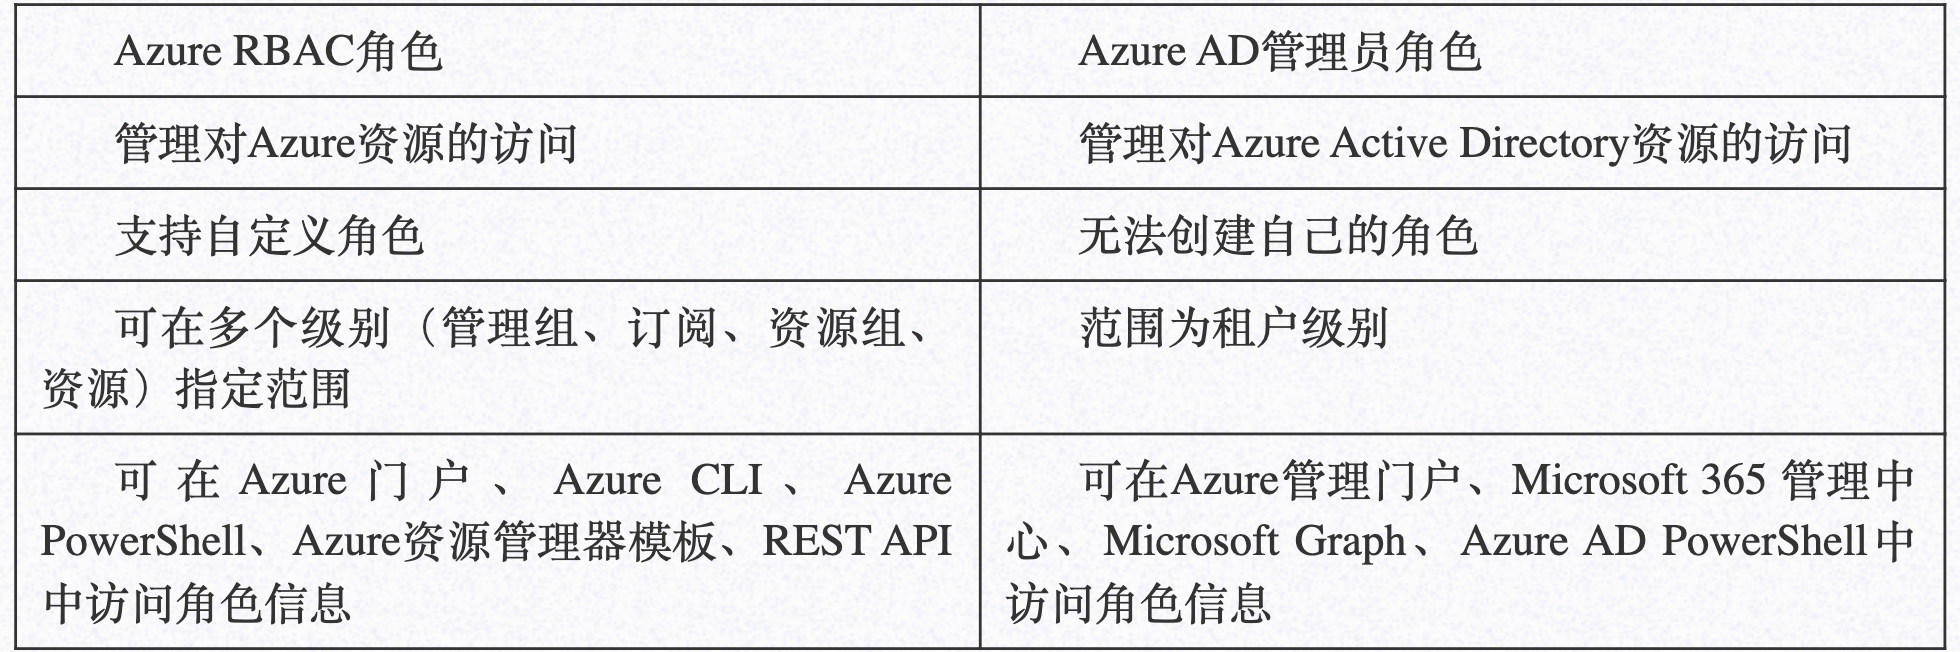 Azure RBAC角色
Azure AD管理员角色
管理对Azure资源的访问
管理对Azure Active Directory资源的访问
支持自定义角色
无法创建自己的角色
可在多个级别（管理组、订阅、资源组、
资源）指定范围
范围为租户级别
可在Azure门户、Azure CLI、Azure
PowerShell、Azure资源管理器模板、REST API
中访问角色信息
可在Azure管理门户、Microsoft 365 管理中
心、Microsoft Graph、Azure AD PowerShell中
访问角色信息